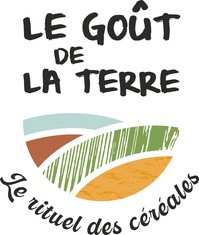 LE GOÛT
DE
LA TERRE
Le rituel des céréales